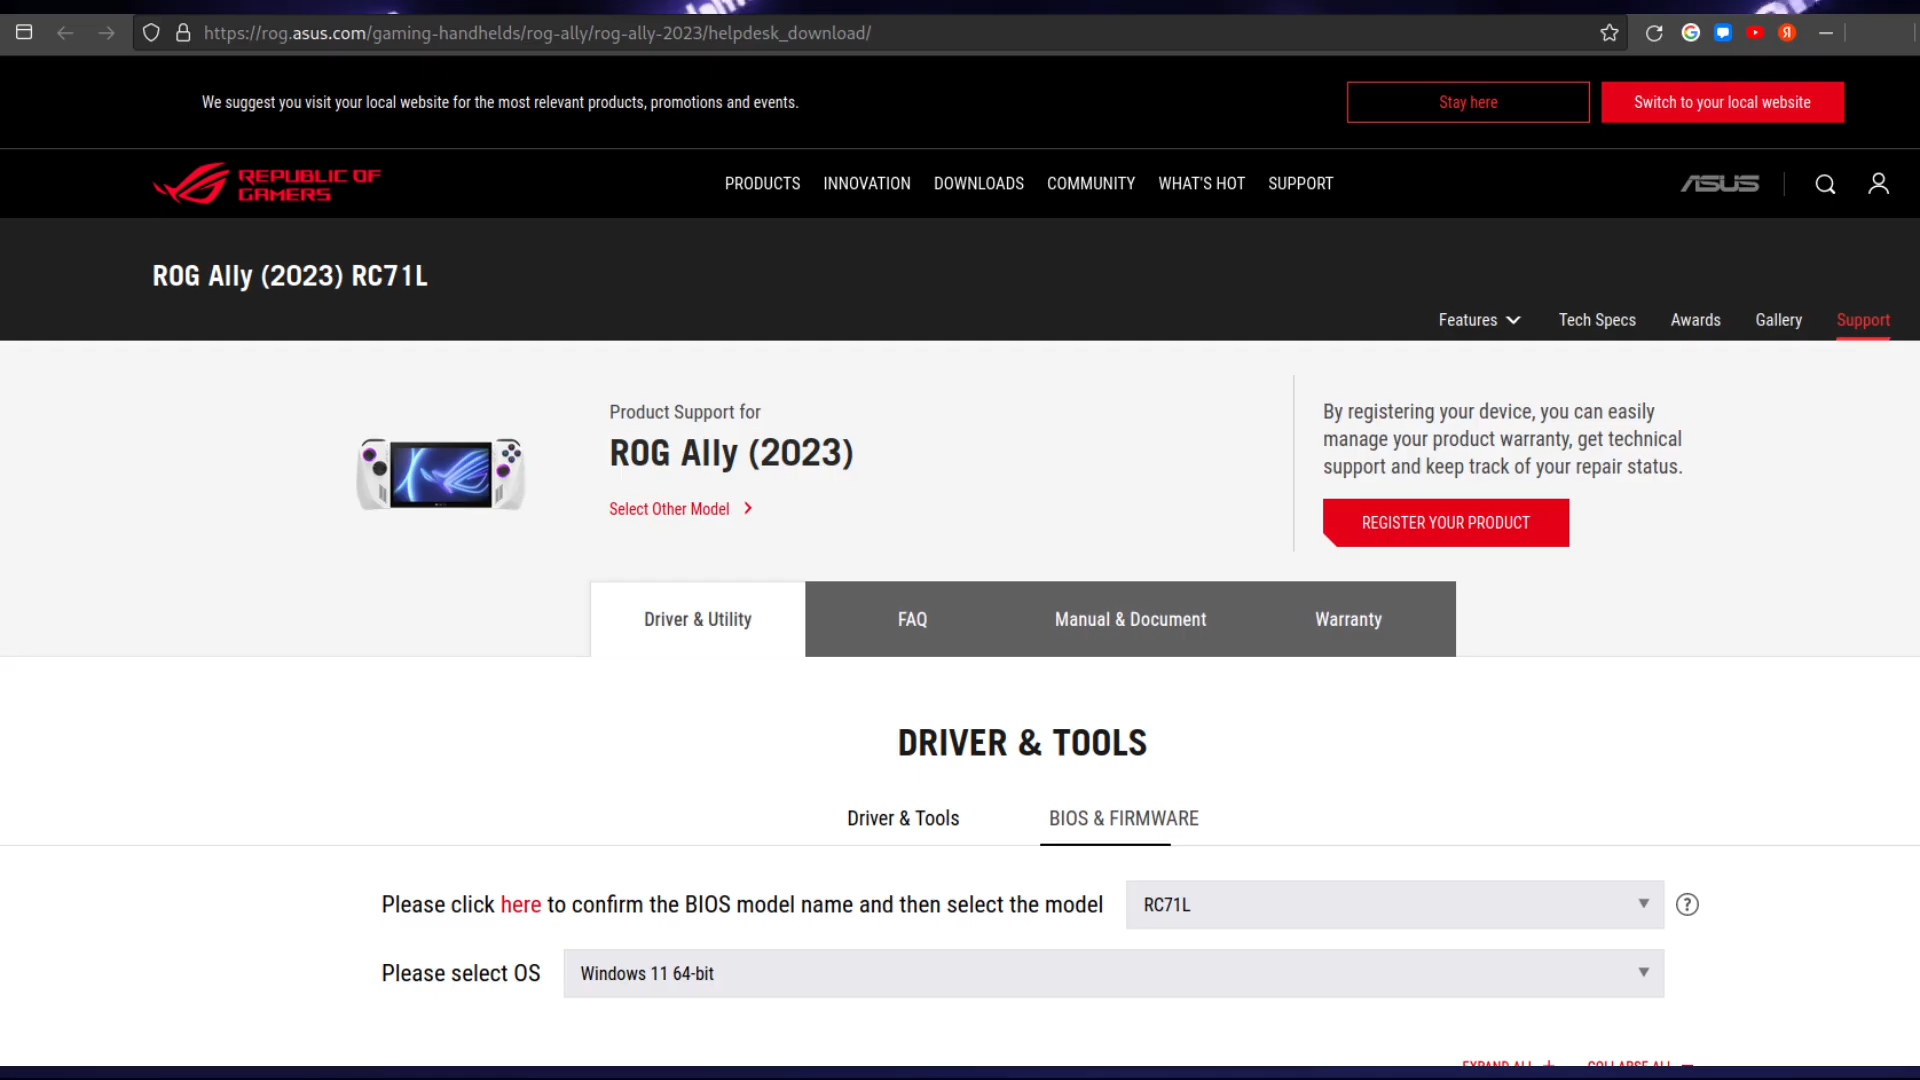 https://rog.asus.com/gaming-handhelds/rog-ally/rog-ally-2023/helpdesk_download/
We suggest you visit your local website for the most relevant products, promotions and events.
Stay here
Switch to your local website
REPUBLIC OF
GAMERS
PRODUCTS INNOVATION DOWNLOADS COMMUNITY WHAT'S HOT SUPPORT
ASUS
ROG Ally (2023) RC71L
Features Tech Specs Awards Gallery Support
Product Support for
ROG Ally (2023)
Select Other Model
By registering your device, you can easily
manage your product warranty, get technical
support and keep track of your repair status.
REGISTER YOUR PRODUCT
Driver & Utility FAQ Manual & Document Warranty
DRIVER & TOOLS
Driver & Tools BIOS & FIRMWARE
Please click here to confirm the BIOS model name and then select the model RC71L
Please select OS Windows 11 64-bit
EXPAND ALL + COLLAPSE ALL −